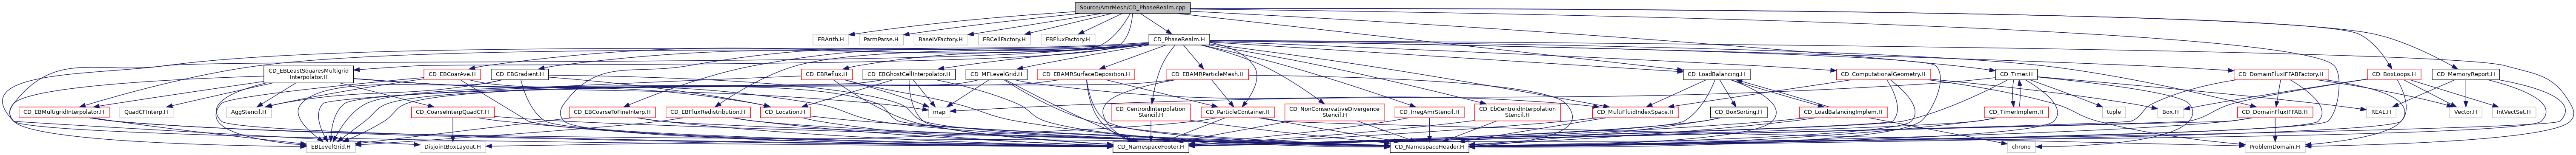 Source/AmrMesh/CD_PhaseRealm.cpp
EBArith.H
ParmParse.H
BaseIVFactory.H
EBCellFactory.H
EBFluxFactory.H
CD_PhaseRealm.H
CD_EBLeastSquaresMultigrid
Interpolator.H
CD_EBCoarAve.H
CD_EBGradient.H
CD_EBReflux.H
CD_EBGhostCellInterpolator.H
CD_MFLevelGrid.H
CD_EBAMRSurfaceDeposition.H
CD_EBAMRParticleMesh.H
CD_LoadBalancing.H
CD_ComputationalGeometry.H
CD_Timer.H
CD_DomainFluxIFFABFactory.H
CD_BoxLoops.H
CD_MemoryReport.H
CD_EBMultigridInterpolator.H
QuadCFInterp.H
AggStencil.H
CD_CoarseInterpQuadCF.H
CD_EBCoarseToFineInterp.H
CD_EBFluxRedistribution.H
CD_Location.H
map
CD_CentroidInterpolation
Stencil.H
CD_ParticleContainer.H
CD_NonConservativeDivergence
Stencil.H
CD_IrregAmrStencil.H
CD_EbCentroidInterpolation
Stencil.H
CD_MultiFluidIndexSpace.H
CD_BoxSorting.H
CD_LoadBalancingImplem.H
CD_TimerImplem.H
tuple
Box.H
CD_DomainFluxIFFAB.H
REAL.H
Vector.H
IntVectSet.H
EBLevelGrid.H
DisjointBoxLayout.H
CD_NamespaceFooter.H
CD_NamespaceHeader.H
chrono
ProblemDomain.H